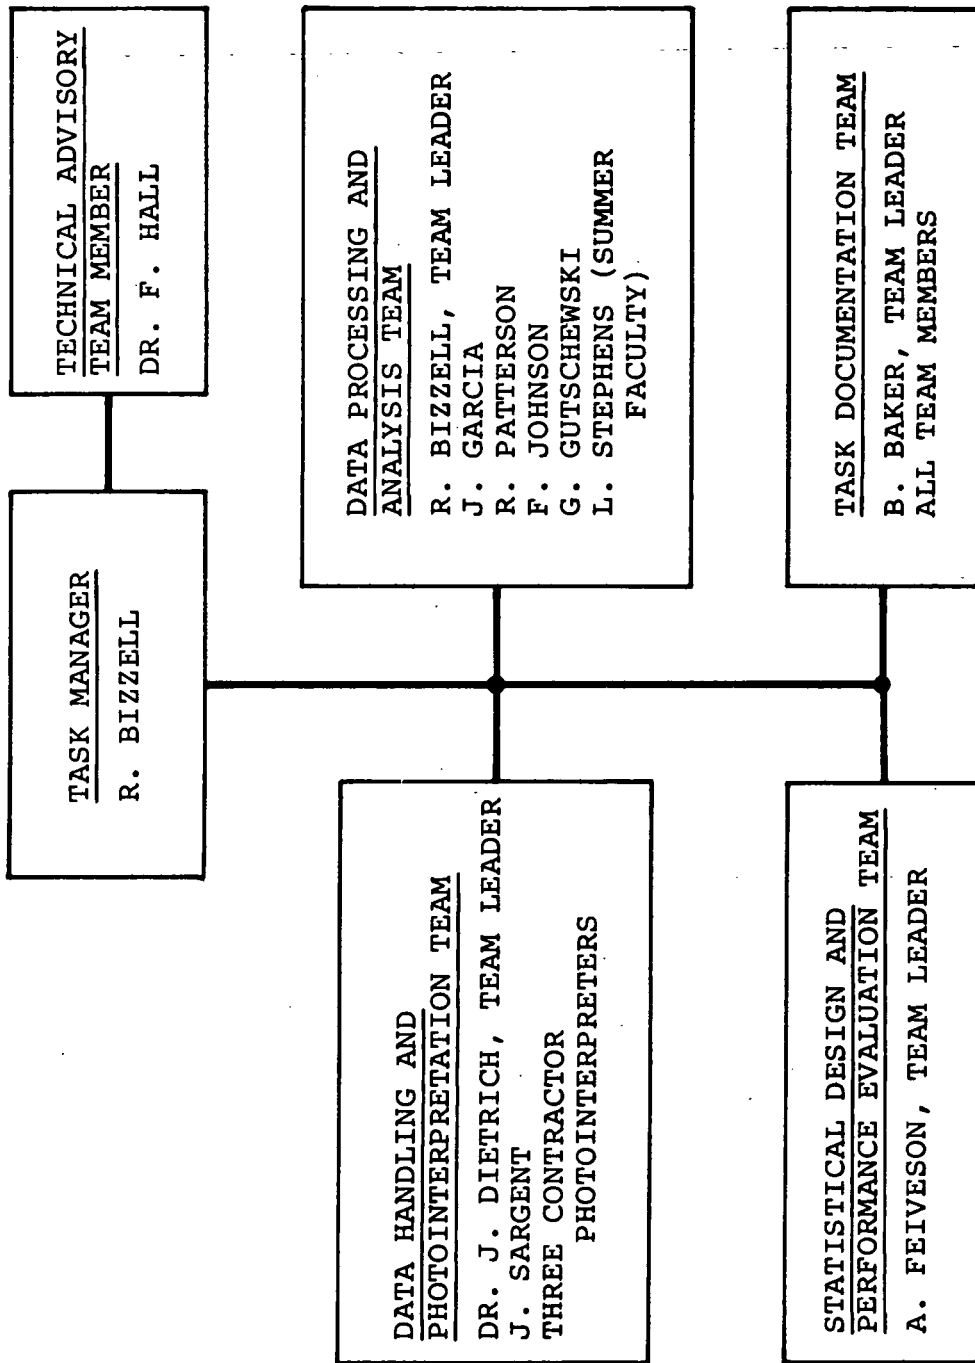 TASK MANAGER
R. BIZZELL
TECHNICAL ADVISORY
TEAM MEMBER
DR. F. HALL
DATA HANDLING AND
PHOTOINTERPRETATION TEAM
DR. J. DIETRICH, TEAM LEADER
J. SARGENT
THREE CONTRACTOR
PHOTOINTERPRETERS
DATA PROCESSING AND
ANALYSIS TEAM
R. BIZZELL, TEAM LEADER
J. GARCIA
R. PATTERSON
F. JOHNSON
G. GUTSCHEWSKI
L. STEPHENS (SUMMER
FACULTY)
STATISTICAL DESIGN AND
PERFORMANCE EVALUATION TEAM
A. FEIVESON, TEAM LEADER
TASK DOCUMENTATION TEAM
B. BAKER, TEAM LEADER
ALL TEAM MEMBERS